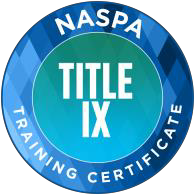 NASPA
TITLE
IX
TRAINING CERTIFICATE